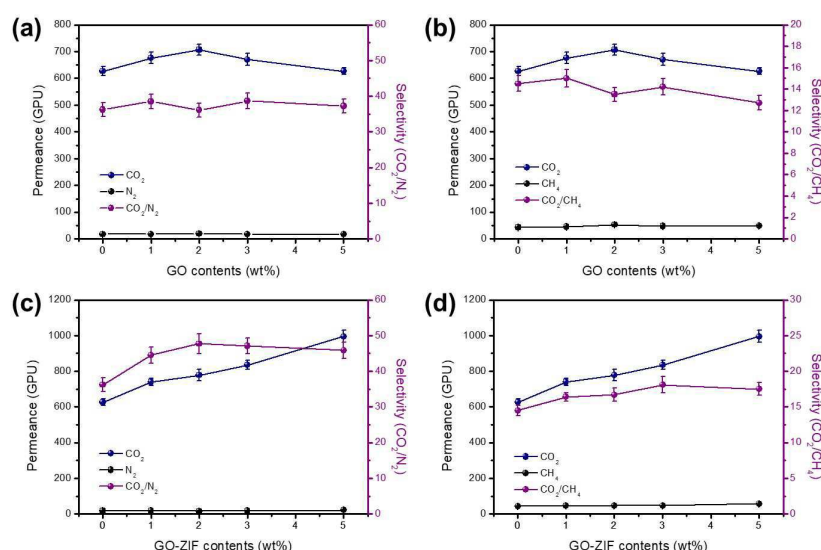 (a)
Permeance (GPU)
800
700
600
500
400
300
200
100
0
CO₂
N₂
CO₂/N₂
0 1 2 3 4 5
GO contents (wt%)
60
50
40
30
20
10
0
Selectivity (CO₂/N₂)
(b)
Permeance (GPU)
800
700
600
500
400
300
200
100
0
CO₂
CH₄
CO₂/CH₄
0 1 2 3 4 5
GO contents (wt%)
20
18
16
14
12
10
8
6
4
2
0
Selectivity (CO₂/CH₄)
(c)
Permeance (GPU)
1200
1000
800
600
400
200
0
CO₂
N₂
CO₂/N₂
0 1 2 3 4 5
GO-ZIF contents (wt%)
60
50
40
30
20
10
0
Selectivity (CO₂/N₂)
(d)
Permeance (GPU)
1200
1000
800
600
400
200
0
CO₂
CH₄
CO₂/CH₄
0 1 2 3 4 5
GO-ZIF contents (wt%)
30
25
20
15
10
5
0
Selectivity (CO₂/CH₄)